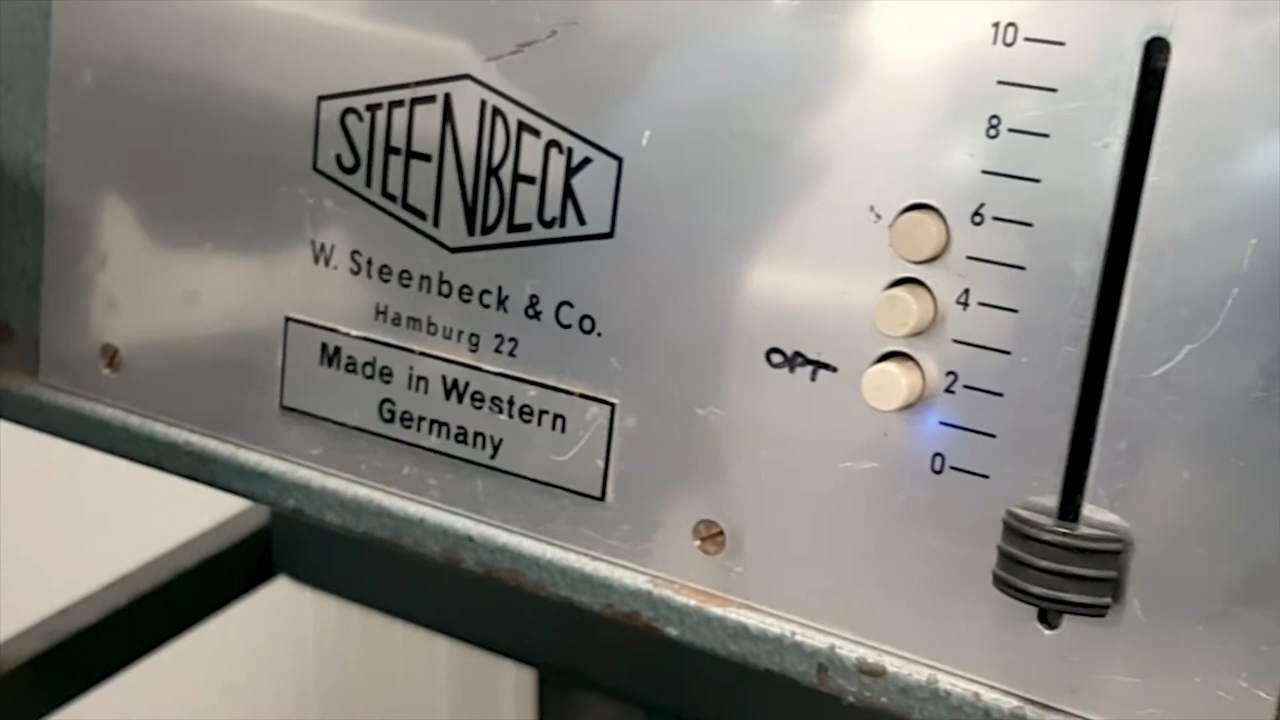 STEENBECK
W. Steenbeck & Co.
Hamburg 22
Made in Western
Germany
OPT
10
8
6
4
2
0